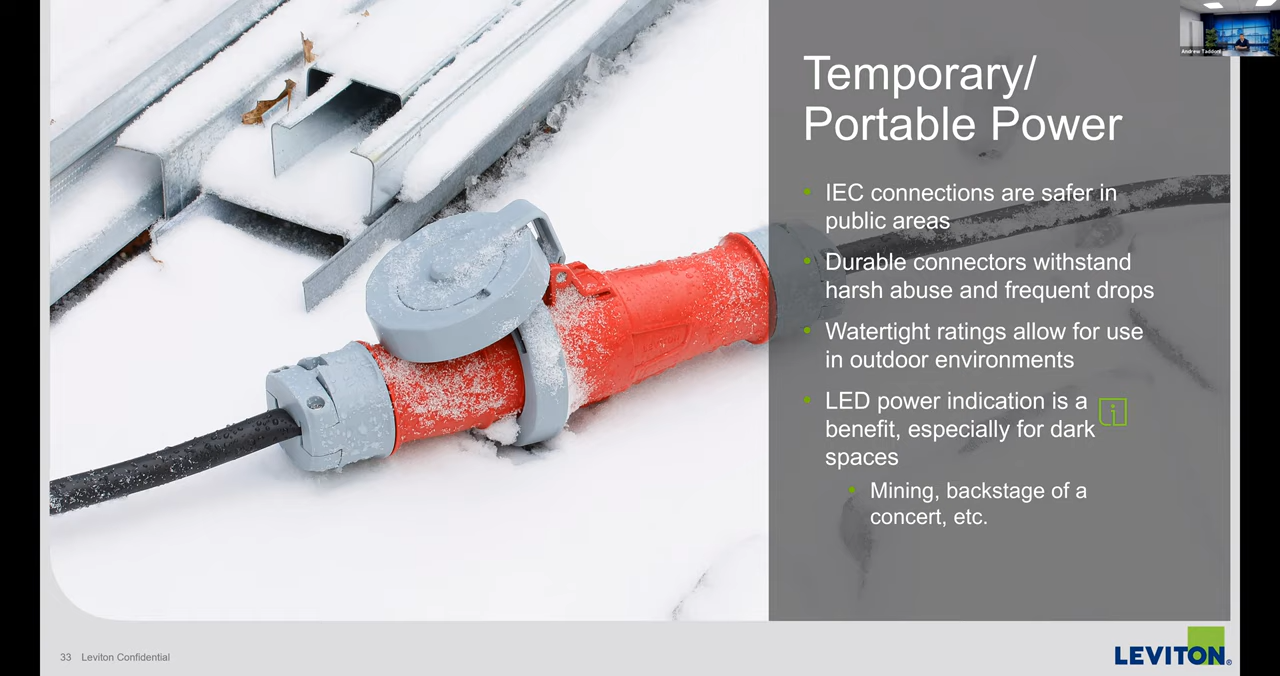 Andrew Taddoni
Temporary/
Portable Power
• IEC connections are safer in
public areas
• Durable connectors withstand
harsh abuse and frequent drops
• Watertight ratings allow for use
in outdoor environments
• LED power indication is a
benefit, especially for dark
spaces
i
• Mining, backstage of a
concert, etc.
33 Leviton Confidential
LEVITON®